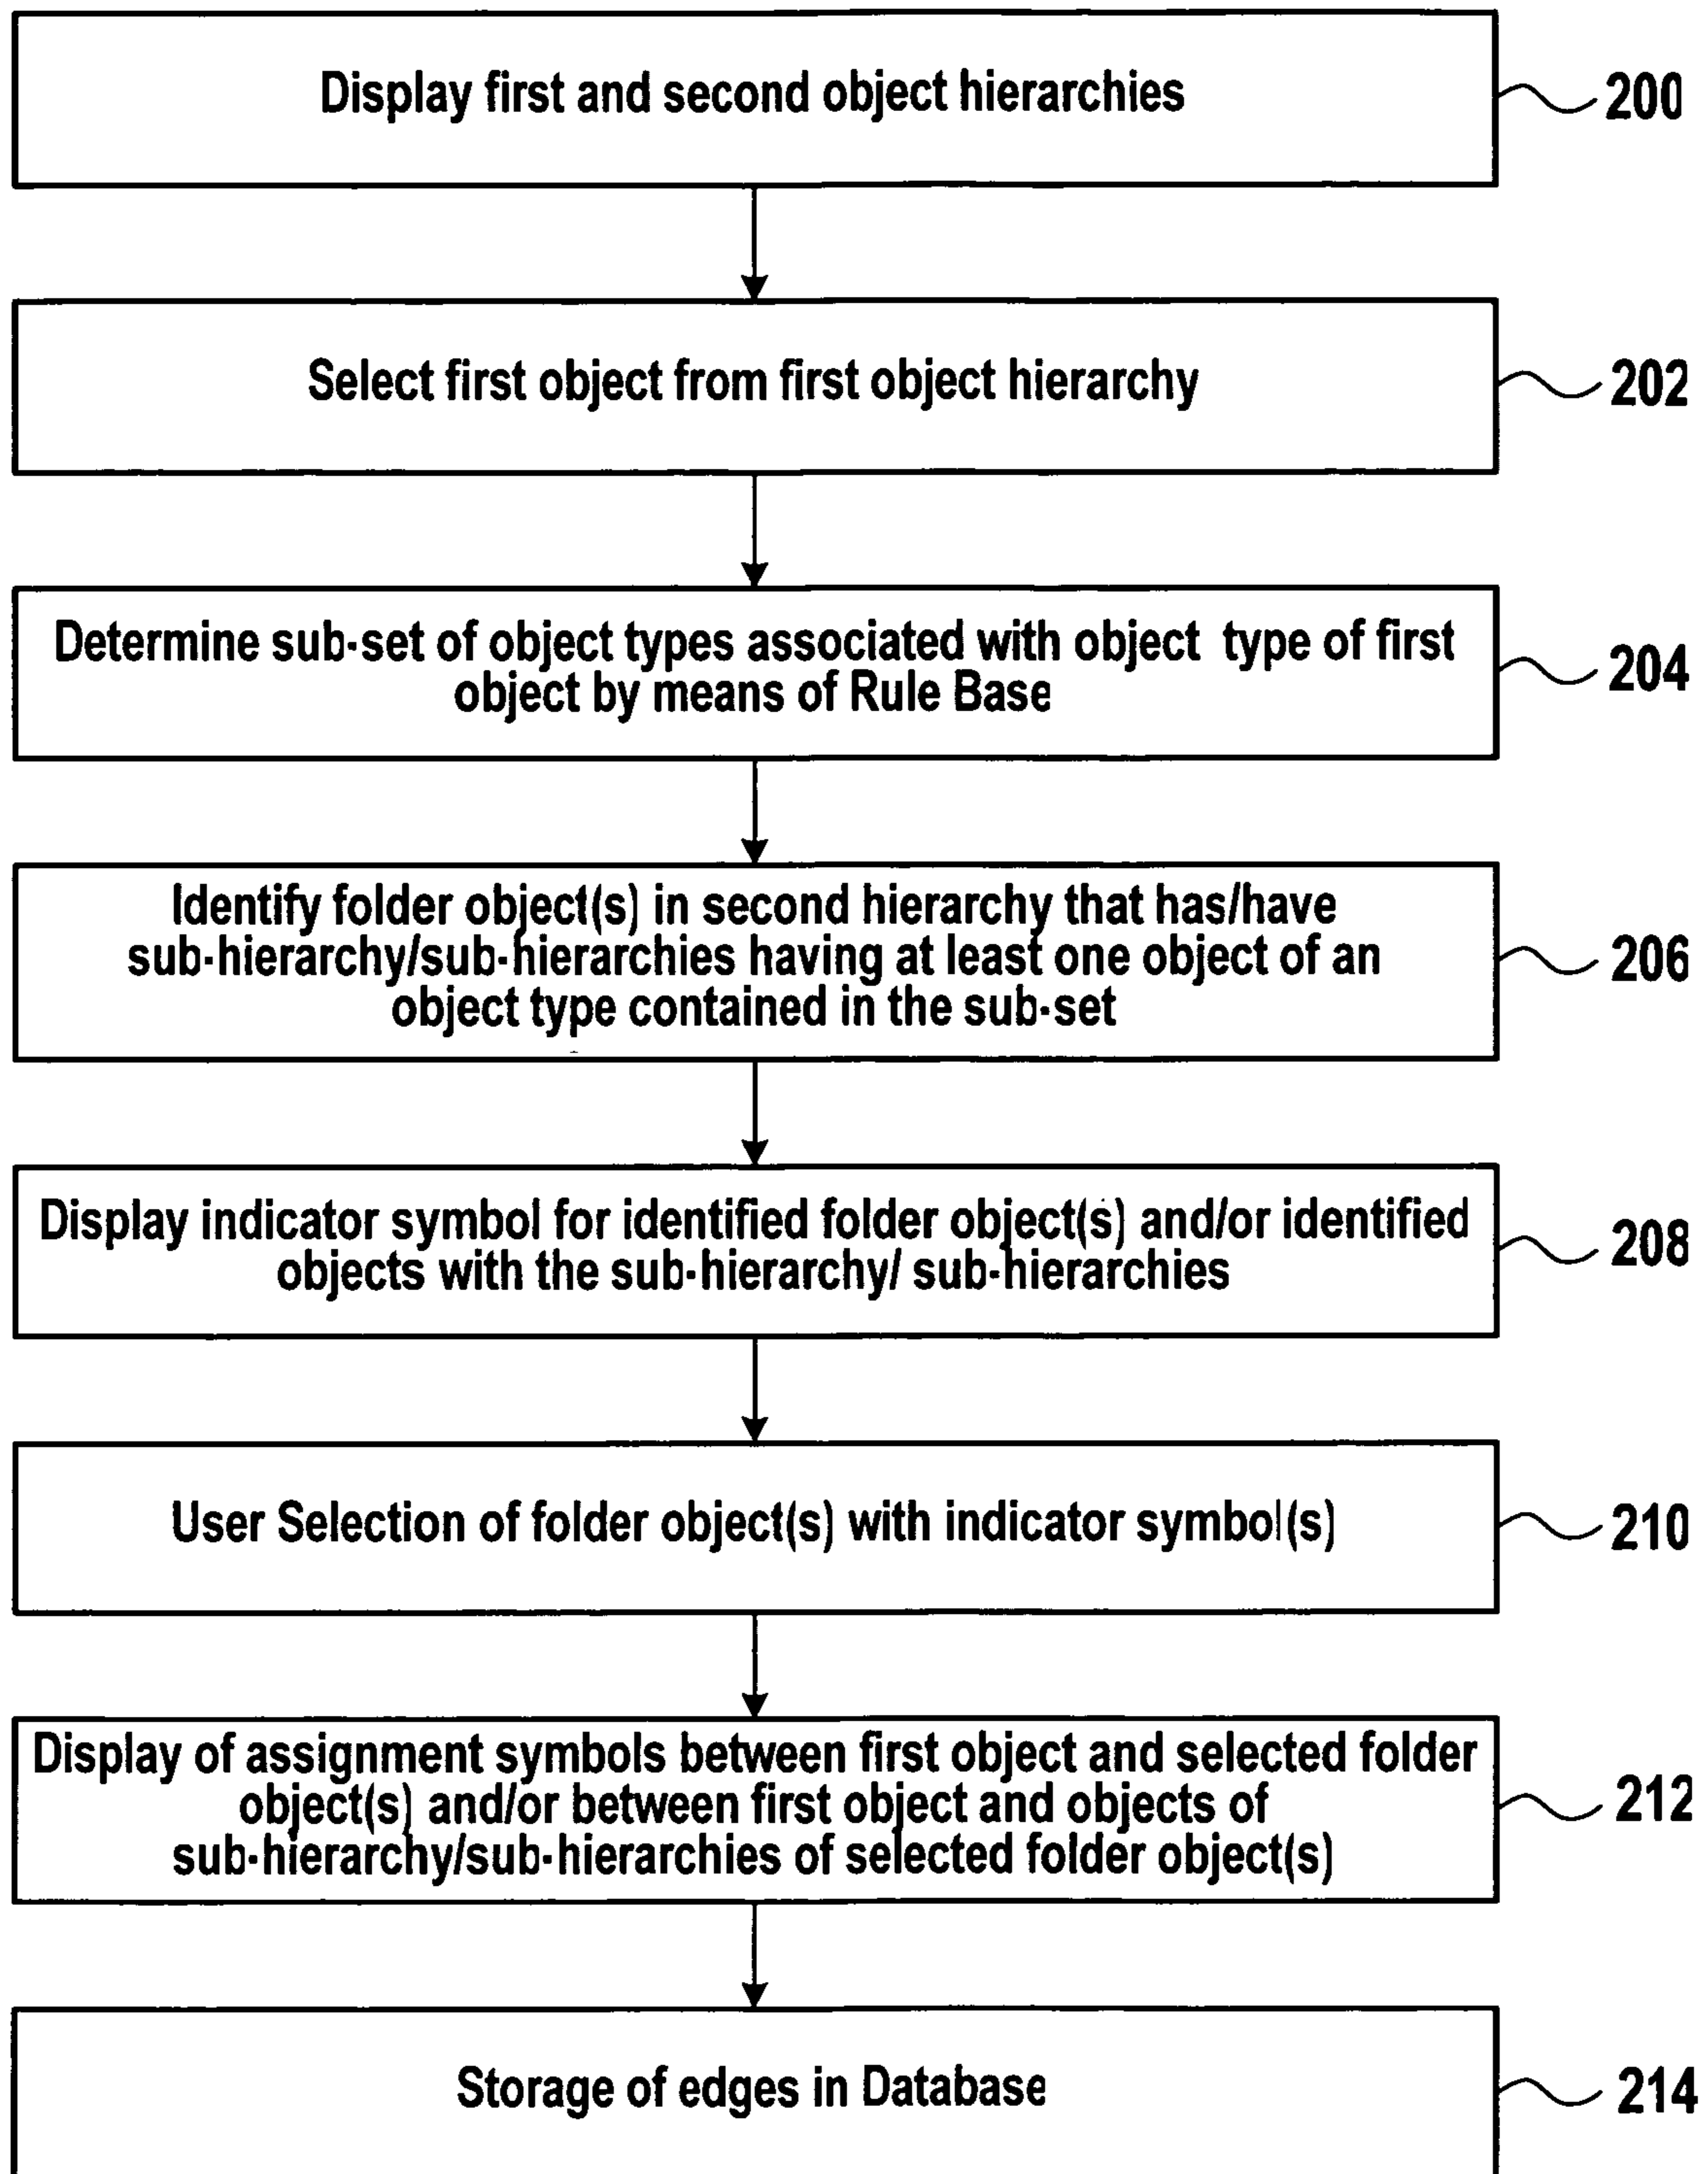 Display first and second object hierarchies
200
Select first object from first object hierarchy
202
Determine sub-set of object types associated with object type of first
object by means of Rule Base
204
Identify folder object(s) in second hierarchy that has/have
sub-hierarchy/sub-hierarchies having at least one object of an
object type contained in the sub-set
206
Display indicator symbol for identified folder object(s) and/or identified
objects with the sub-hierarchy/ sub-hierarchies
208
User Selection of folder object(s) with indicator symbol(s)
210
Display of assignment symbols between first object and selected folder
object(s) and/or between first object and objects of
sub-hierarchy/sub-hierarchies of selected folder object(s)
212
Storage of edges in Database
214